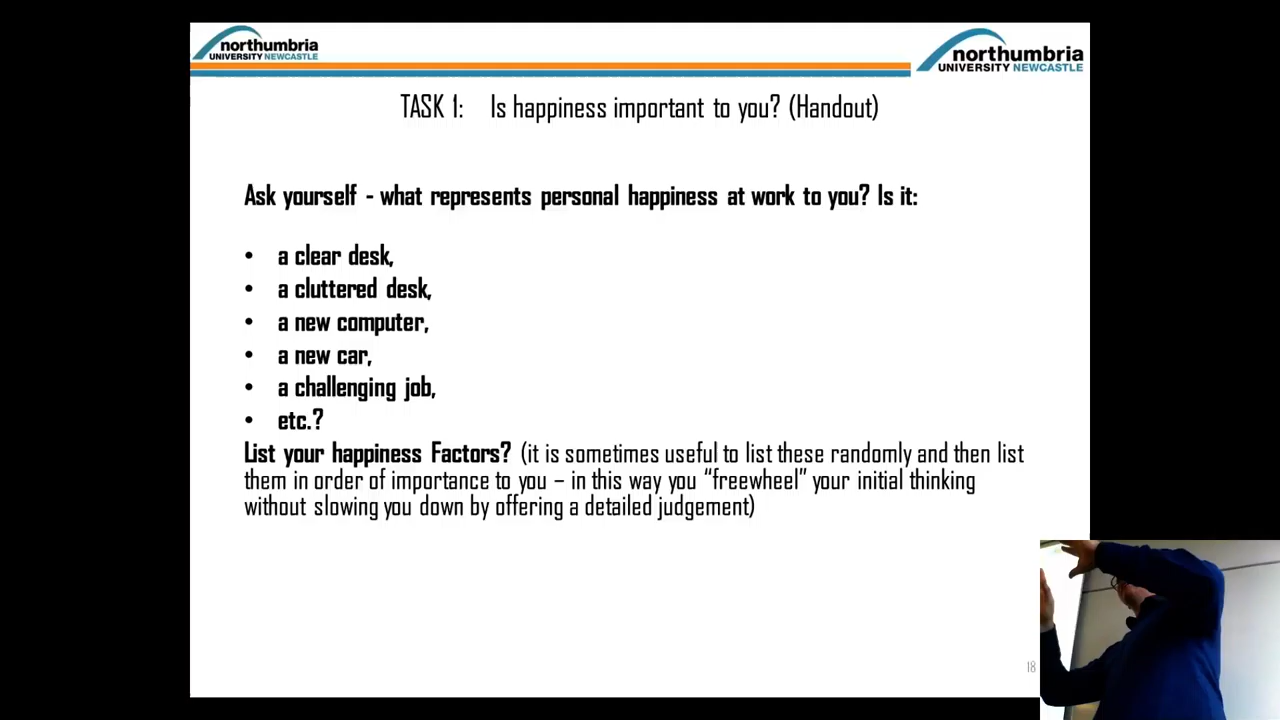 northumbria
UNIVERSITY NEWCASTLE
northumbria
UNIVERSITY NEWCASTLE
TASK 1: Is happiness important to you? (Handout)
Ask yourself - what represents personal happiness at work to you? Is it:
• a clear desk,
• a cluttered desk,
• a new computer,
• a new car,
• a challenging job,
• etc.?
List your happiness Factors? (it is sometimes useful to list these randomly and then list
them in order of importance to you – in this way you “freewheel” your initial thinking
without slowing you down by offering a detailed judgement)
18